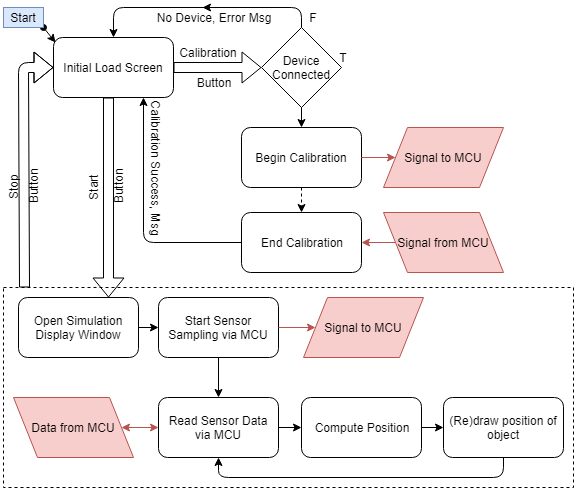 Start
No Device, Error Msg
F
Initial Load Screen
Calibration
Button
Device
Connected
T
Begin Calibration
Signal to MCU
Calibration Success, Msg
Stop
Button
Start
Button
End Calibration
Signal from MCU
Open Simulation
Display Window
Start Sensor
Sampling via MCU
Signal to MCU
Data from MCU
Read Sensor Data
via MCU
Compute Position
(Re)draw position of
object